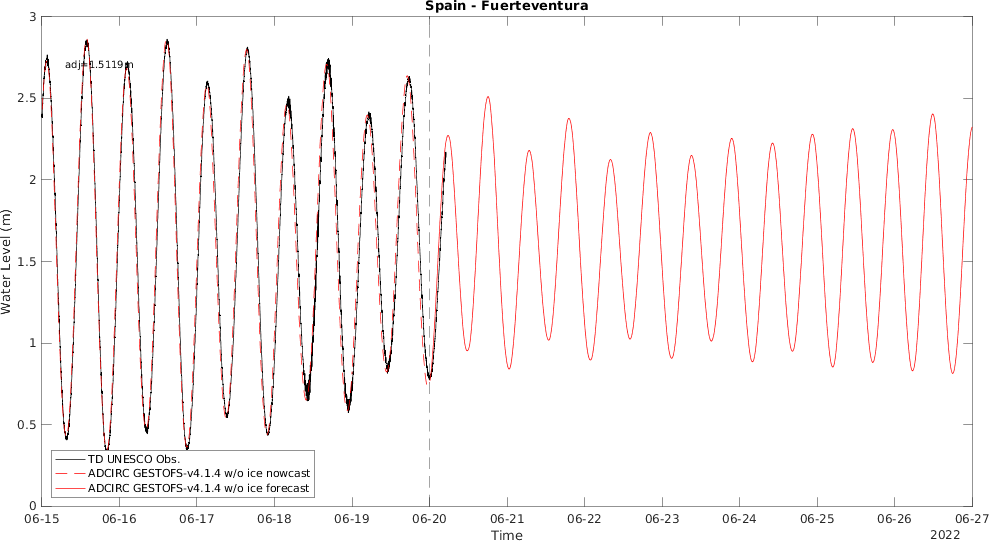 Spain - Fuerteventura
adj=1.5119 m
3
2.5
2
1.5
1
0.5
0
Water Level (m)
TD UNESCO Obs.
ADCIRC GESTOFS-v4.1.4 w/o ice nowcast
ADCIRC GESTOFS-v4.1.4 w/o ice forecast
06-15 06-16 06-17 06-18 06-19 06-20 06-21 06-22 06-23 06-24 06-25 06-26 06-27
Time
2022